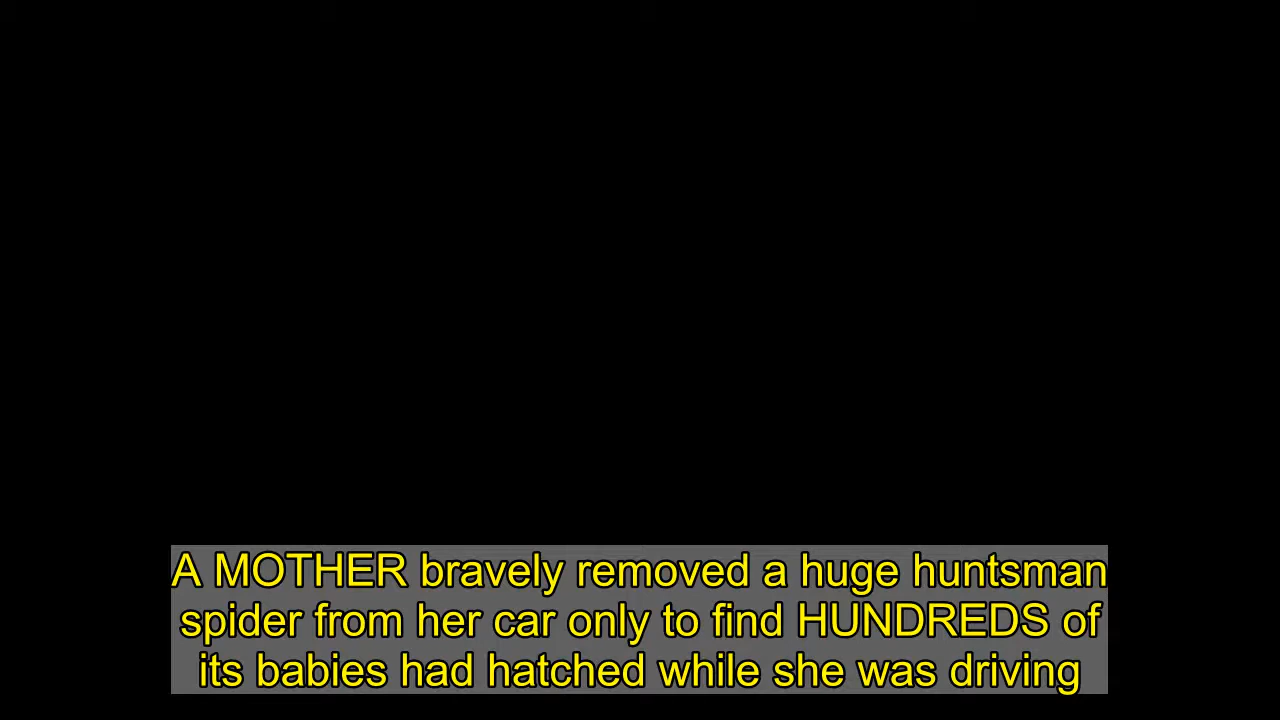 A MOTHER bravely removed a huge huntsman
spider from her car only to find HUNDREDS of
its babies had hatched while she was driving